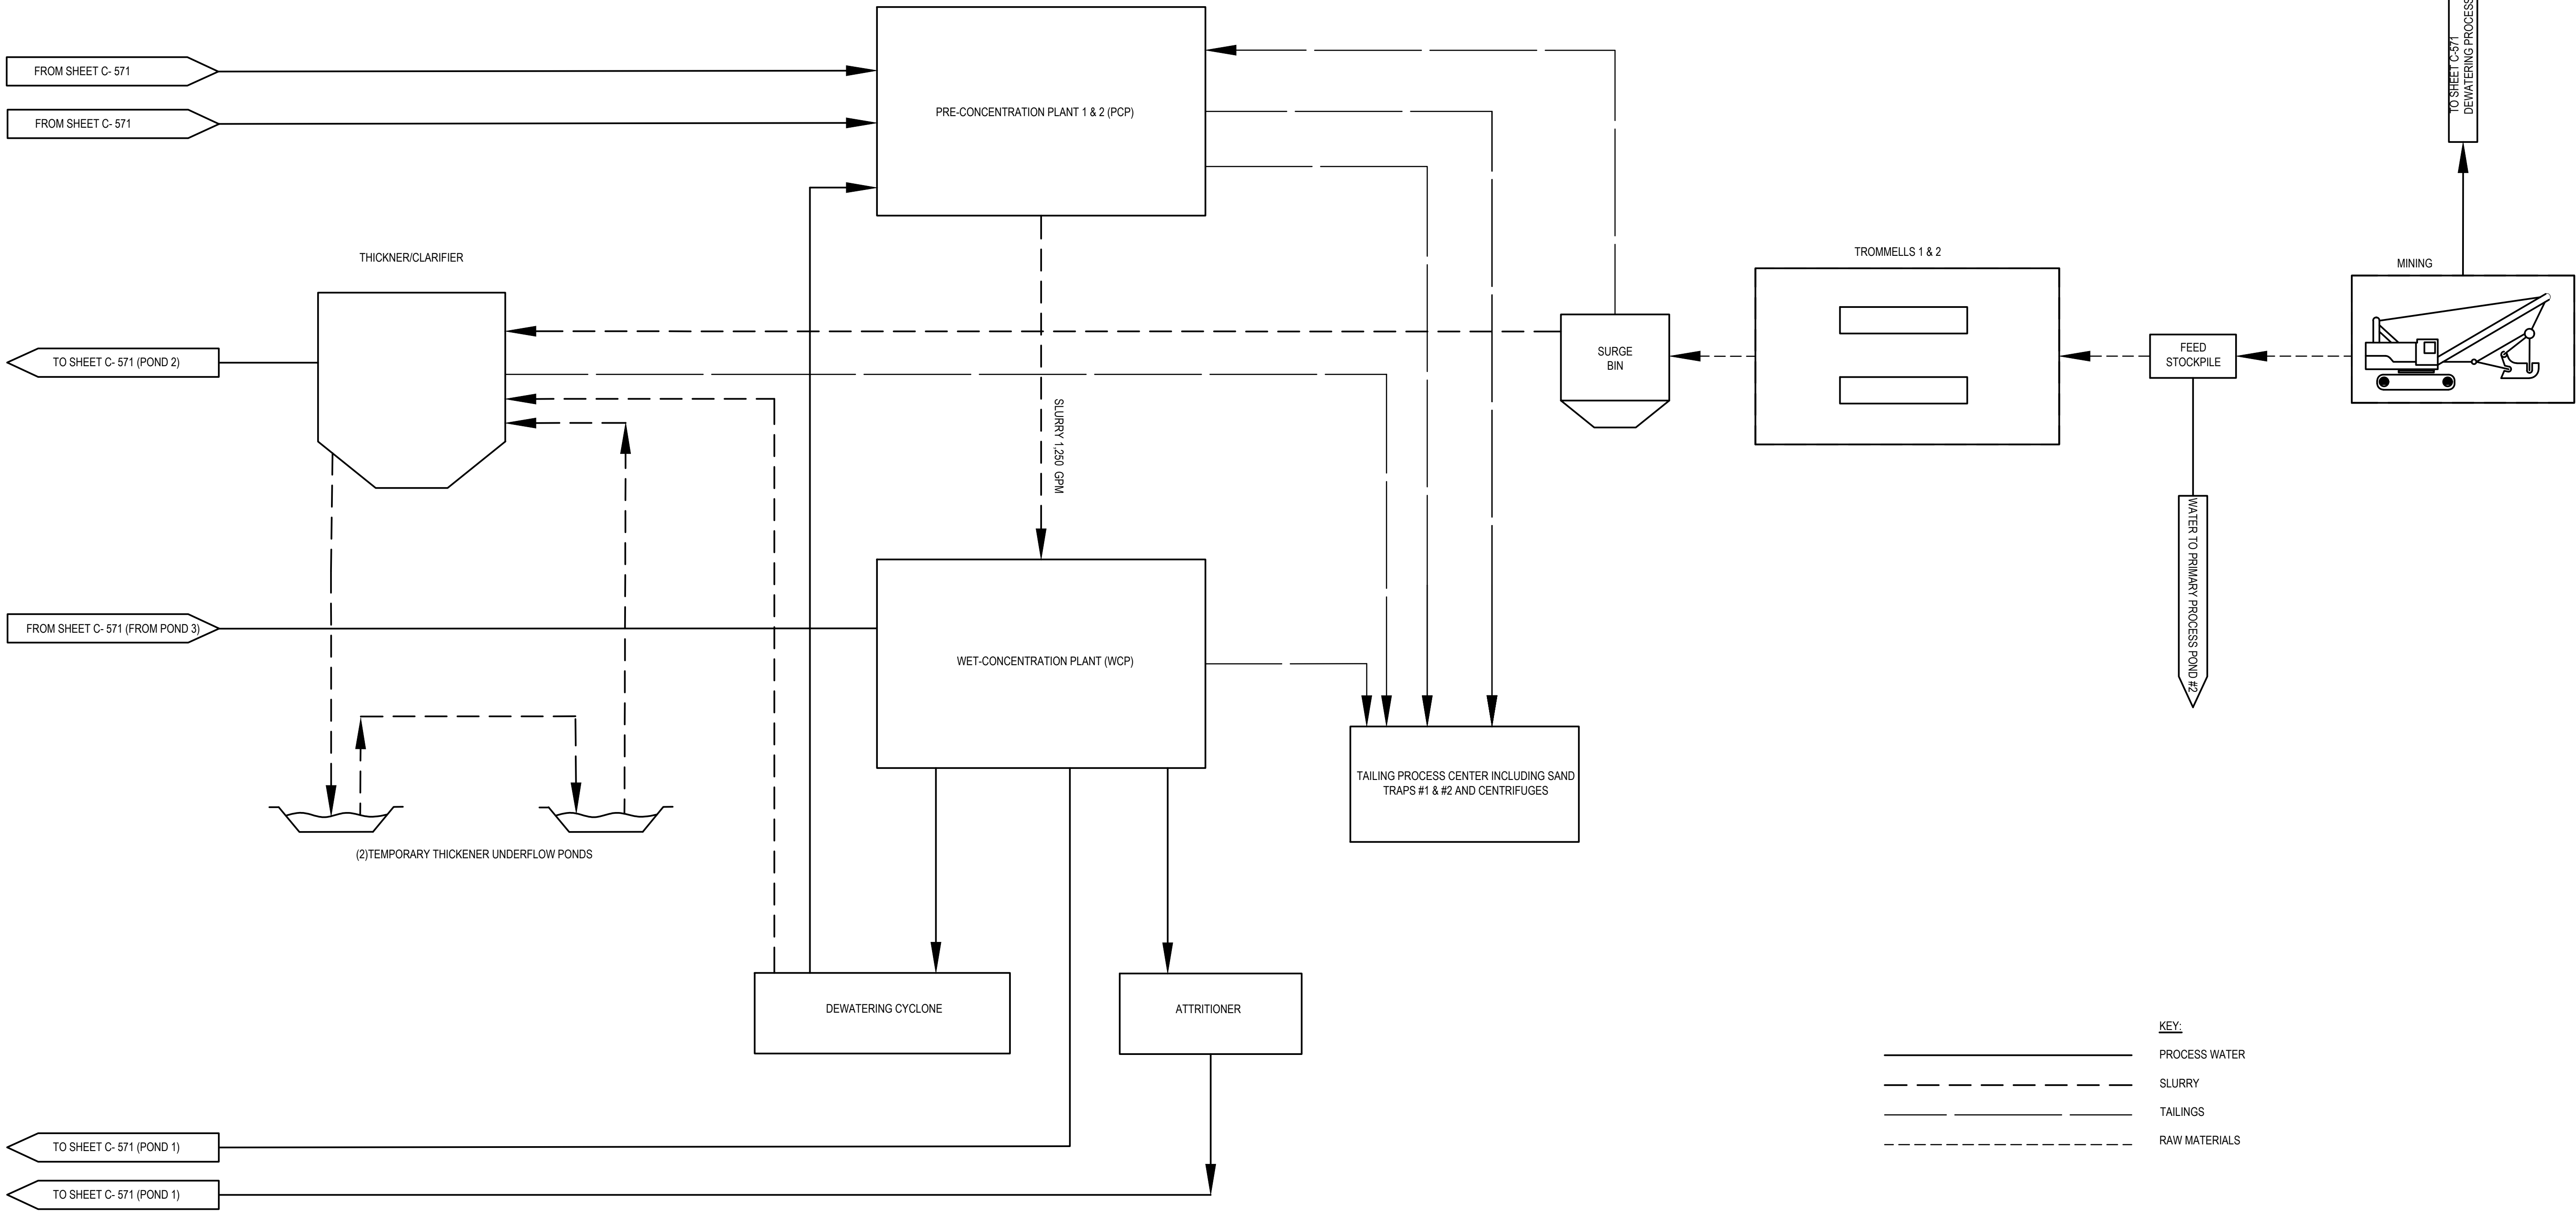 TO SHEET C-571
DEWATERING PROCESS
FROM SHEET C- 571
FROM SHEET C- 571
PRE-CONCENTRATION PLANT 1 & 2 (PCP)
THICKNER/CLARIFIER
TROMMELLS 1 & 2
MINING
TO SHEET C- 571 (POND 2)
SURGE
BIN
FEED
STOCKPILE
SLURRY 1,250 GPM
WATER TO PRIMARY PROCESS POND #2
FROM SHEET C- 571 (FROM POND 3)
WET-CONCENTRATION PLANT (WCP)
TAILING PROCESS CENTER INCLUDING SAND
TRAPS #1 & #2 AND CENTRIFUGES
(2)TEMPORARY THICKENER UNDERFLOW PONDS
DEWATERING CYCLONE
ATTRITIONER
KEY:
PROCESS WATER
SLURRY
TAILINGS
RAW MATERIALS
TO SHEET C- 571 (POND 1)
TO SHEET C- 571 (POND 1)